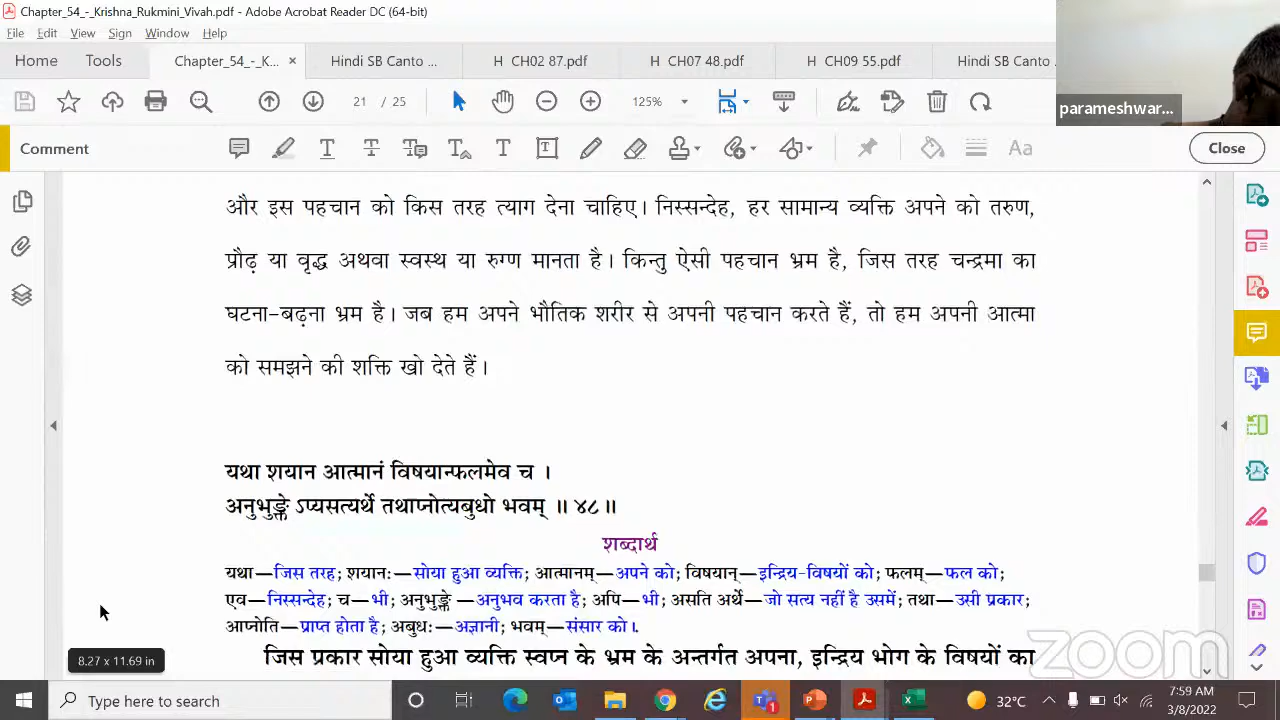 Chapter_54_-_Krishna_Rukmini_Vivah.pdf - Adobe Acrobat Reader DC (64-bit)
File Edit View Sign Window Help
Home Tools Chapter_54_-_K... × Hindi SB Canto ... H CH02 87.pdf H CH07 48.pdf H CH09 55.pdf Hindi SB Canto
21 / 25 125%
parameshwar...
Comment Close
और इस पहचान को किस तरह त्याग देना चाहिए। निस्सन्देह, हर सामान्य व्यक्ति अपने को तरुण,
प्रौढ़ या वृद्ध अथवा स्वस्थ या रुग्ण मानता है। किन्तु ऐसी पहचान भ्रम है, जिस तरह चन्द्रमा का
घटना-बढ़ना भ्रम है। जब हम अपने भौतिक शरीर से अपनी पहचान करते हैं, तो हम अपनी आत्मा
को समझने की शक्ति खो देते हैं।
यथा शयान आत्मानं विषयान्फलमेव च ।
अनुभुङ्क्ते ऽप्यसत्यर्थे तथाप्नोत्यबुधो भवम् ॥ ४८॥
शब्दार्थ
यथा—जिस तरह; शयानः—सोया हुआ व्यक्ति; आत्मानम्—अपने को; विषयान्—इन्द्रिय-विषयों को; फलम्—फल को;
एव—निस्सन्देह; च—भी; अनुभुङ्क्ते —अनुभव करता है; अपि—भी; असति अर्थे—जो सत्य नहीं है उसमें; तथा—उसी प्रकार;
आप्नोति—प्राप्त होता है; अबुधः—अज्ञानी; भवम्—संसार को।.
जिस प्रकार सोया हुआ व्यक्ति स्वप्न के भ्रम के अन्तर्गत अपना, इन्द्रिय भोग के विषयों का
8.27 x 11.69 in
zoom
Type here to search 32°C 7:59 AM
3/8/2022